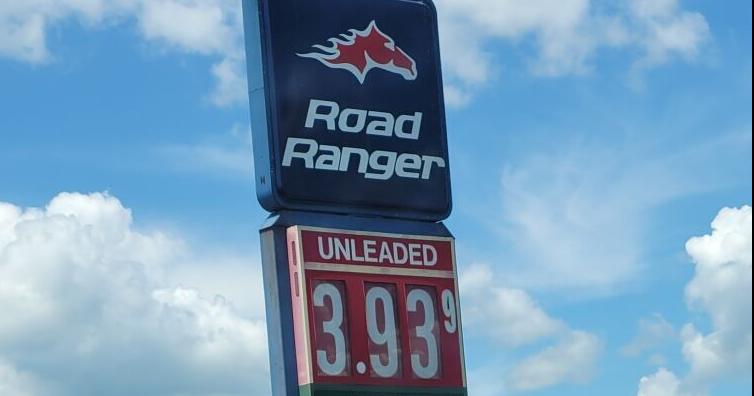 Road
Ranger
UNLEADED
3.939